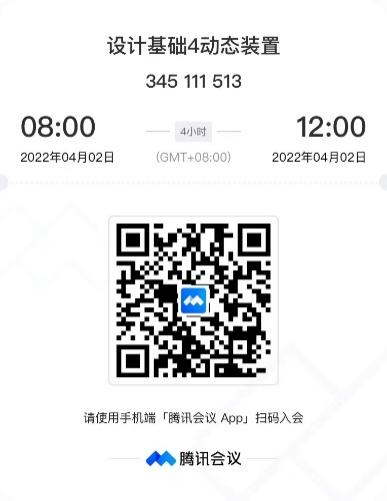 设计基础4动态装置
345 111 513
08:00 4小时 12:00
2022年04月02日 (GMT+08:00) 2022年04月02日
请使用手机端「腾讯会议 App」扫码入会
腾讯会议